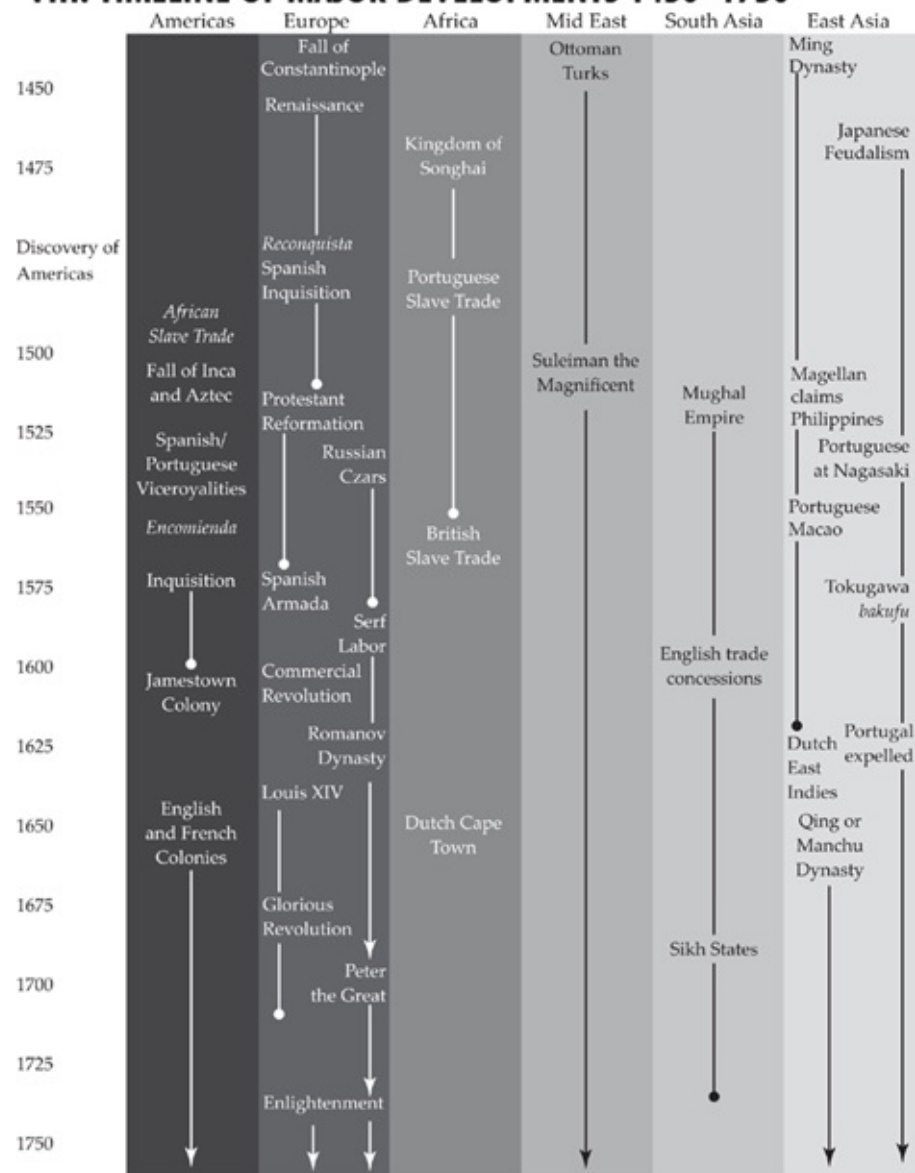 TIMELINE OF MAJOR DEVELOPMENTS 1450–1750
Americas
Europe
Africa
Mid East
South Asia
East Asia
1450
1475
Discovery of
Americas
1500
1525
1550
1575
1600
1625
1650
1675
1700
1725
1750
African
Slave Trade
Fall of Inca
and Aztec
Spanish/
Portuguese
Viceroyalities
Encomienda
Inquisition
Jamestown
Colony
English
and French
Colonies
Fall of
Constantinople
Renaissance
Reconquista
Spanish
Inquisition
Protestant
Reformation
Russian
Czars
Spanish
Armada
Serf
Labor
Commercial
Revolution
Romanov
Dynasty
Louis XIV
Glorious
Revolution
Peter
the Great
Enlightenment
Kingdom of
Songhai
Portuguese
Slave Trade
British
Slave Trade
Dutch Cape
Town
Ottoman
Turks
Suleiman the
Magnificent
Mughal
Empire
English trade
concessions
Sikh States
Ming
Dynasty
Japanese
Feudalism
Magellan
claims
Philippines
Portuguese
at Nagasaki
Portuguese
Macao
Tokugawa
bakufu
Portugal
expelled
Dutch
East
Indies
Qing or
Manchu
Dynasty